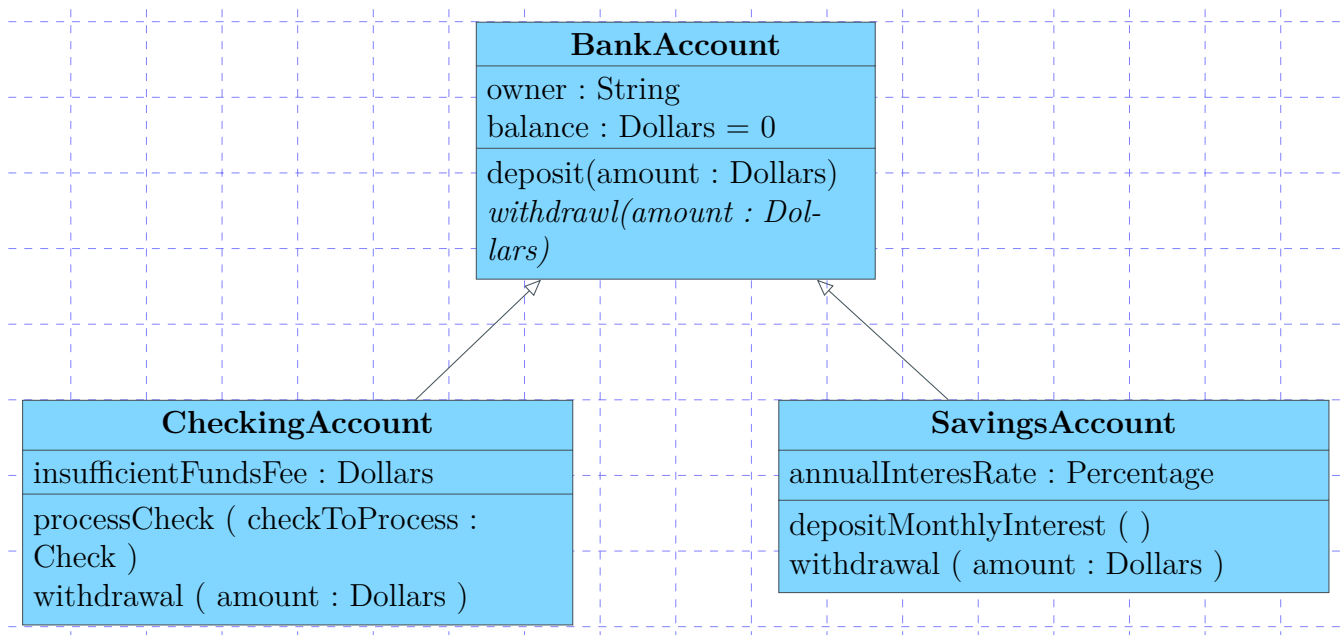 BankAccount
owner : String
balance : Dollars = 0
deposit(amount : Dollars)
withdrawl(amount : Dol-
lars)
CheckingAccount
insufficientFundsFee : Dollars
processCheck ( checkToProcess :
Check )
withdrawal ( amount : Dollars )
SavingsAccount
annualInteresRate : Percentage
depositMonthlyInterest ( )
withdrawal ( amount : Dollars )